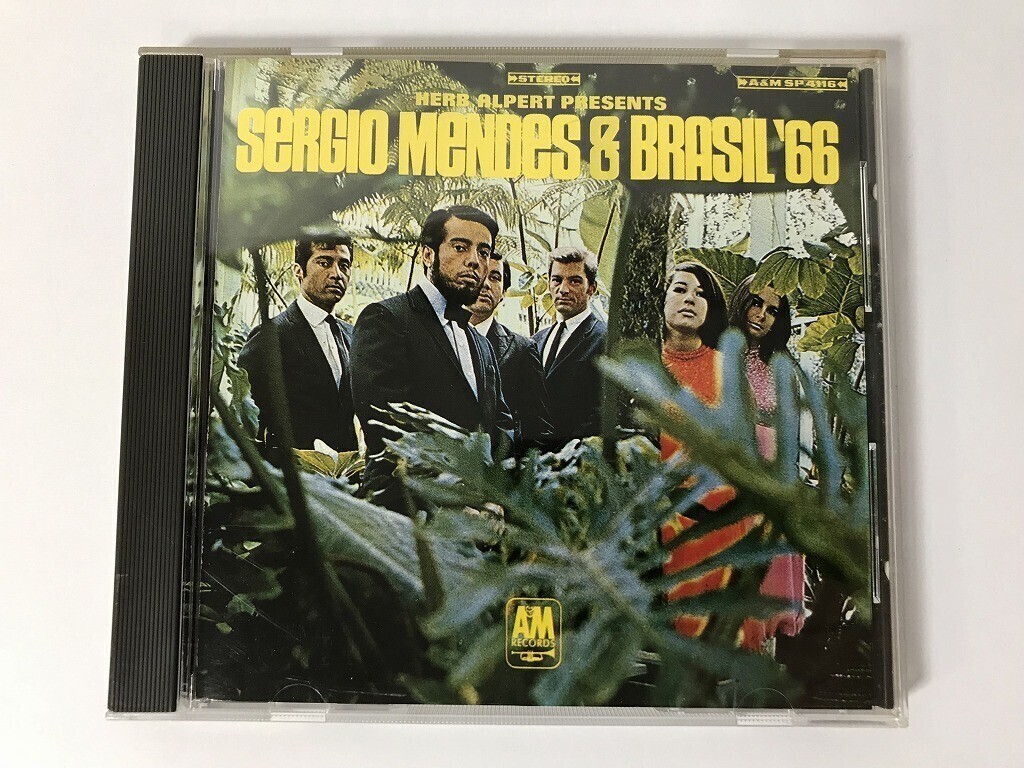 STEREO
A&M SP 4116
HERB ALPERT PRESENTS
SERGIO MENDES & BRASIL '66
A&M
RECORDS